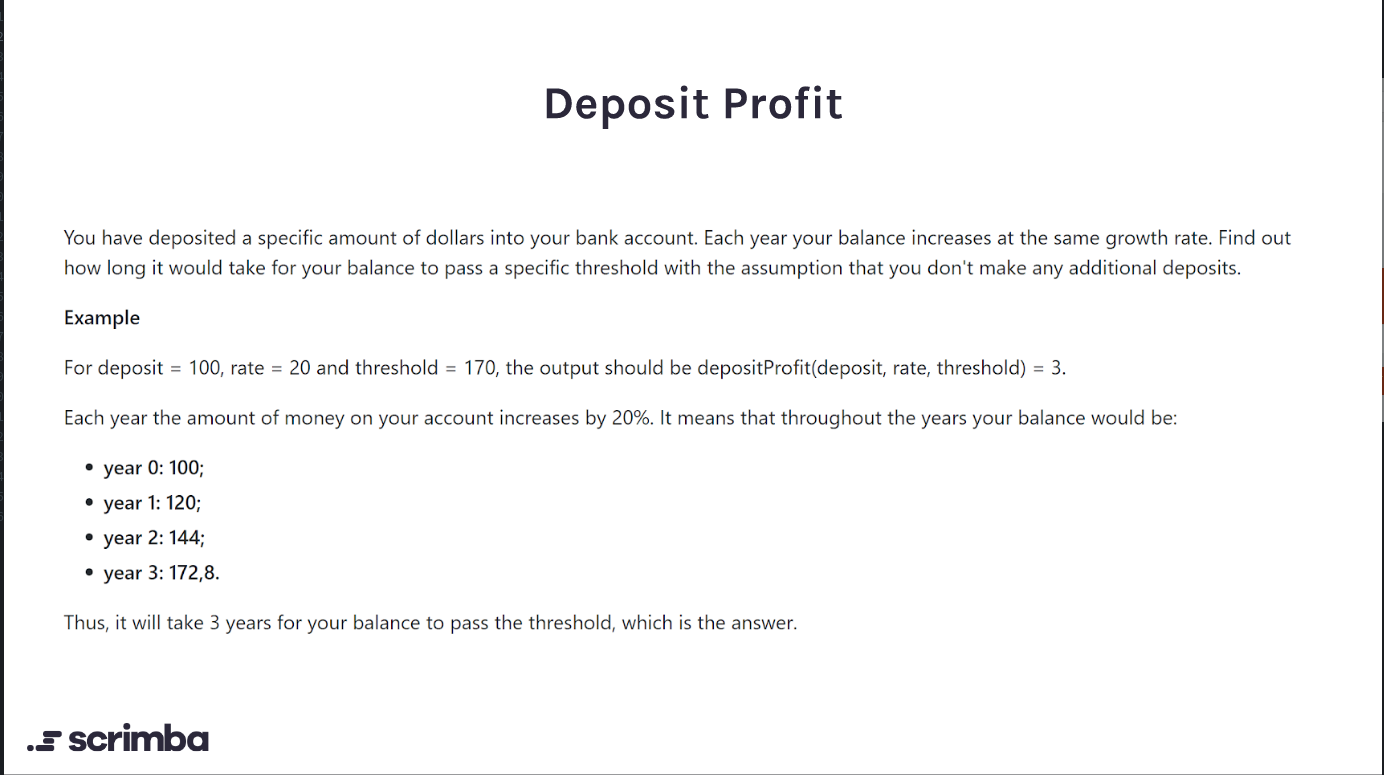 Deposit Profit
You have deposited a specific amount of dollars into your bank account. Each year your balance increases at the same growth rate. Find out
how long it would take for your balance to pass a specific threshold with the assumption that you don't make any additional deposits.
Example
For deposit = 100, rate = 20 and threshold = 170, the output should be depositProfit(deposit, rate, threshold) = 3.
Each year the amount of money on your account increases by 20%. It means that throughout the years your balance would be:
• year 0: 100;
• year 1: 120;
• year 2: 144;
• year 3: 172,8.
Thus, it will take 3 years for your balance to pass the threshold, which is the answer.
scrimba